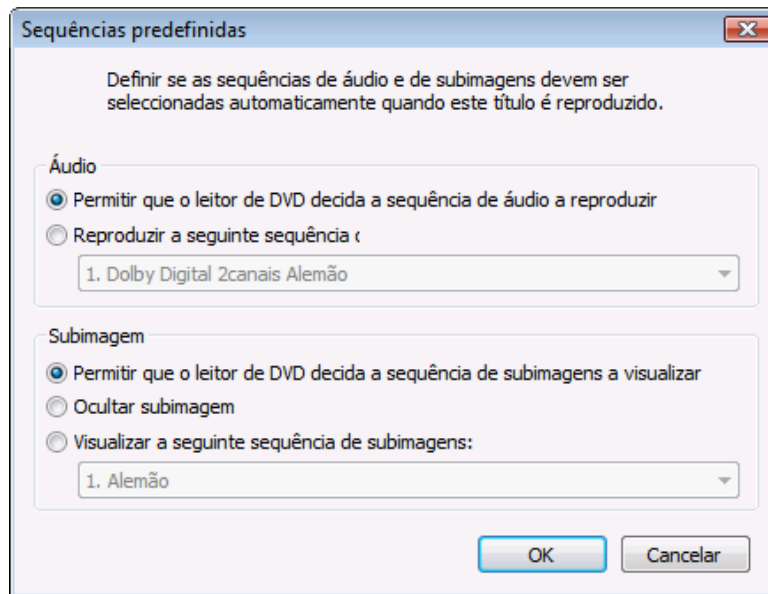 Sequências predefinidas
Definir se as sequências de áudio e de subimagens devem ser
seleccionadas automaticamente quando este título é reproduzido.
Áudio
Permitir que o leitor de DVD decida a sequência de áudio a reproduzir
Reproduzir a seguinte sequência
1. Dolby Digital 2canais Alemão
Subimagem
Permitir que o leitor de DVD decida a sequência de subimagens a visualizar
Ocultar subimagem
Visualizar a seguinte sequência de subimagens:
1. Alemão
OK
Cancelar